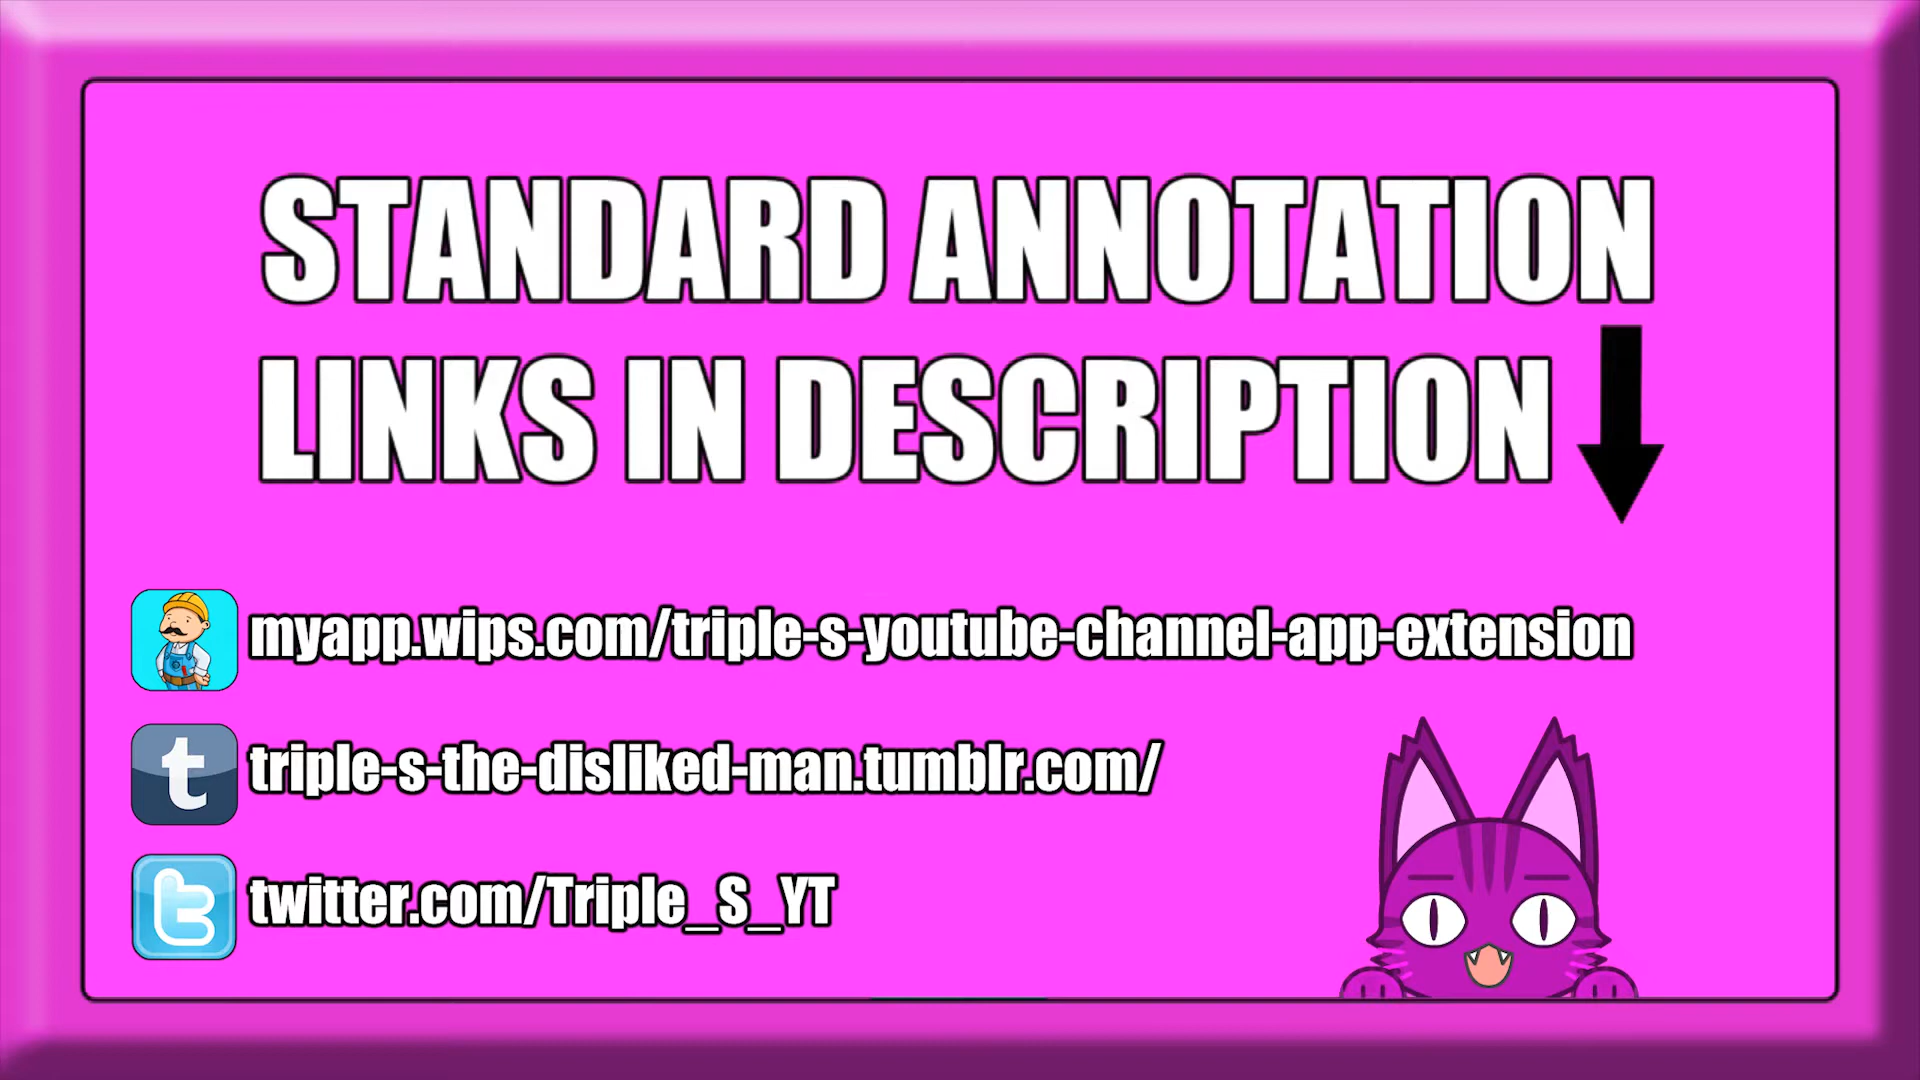 STANDARD ANNOTATION
LINKS IN DESCRIPTION
myapp.wips.com/triple-s-youtube-channel-app-extension
t triple-s-the-disliked-man.tumblr.com/
t twitter.com/Triple_S_YT